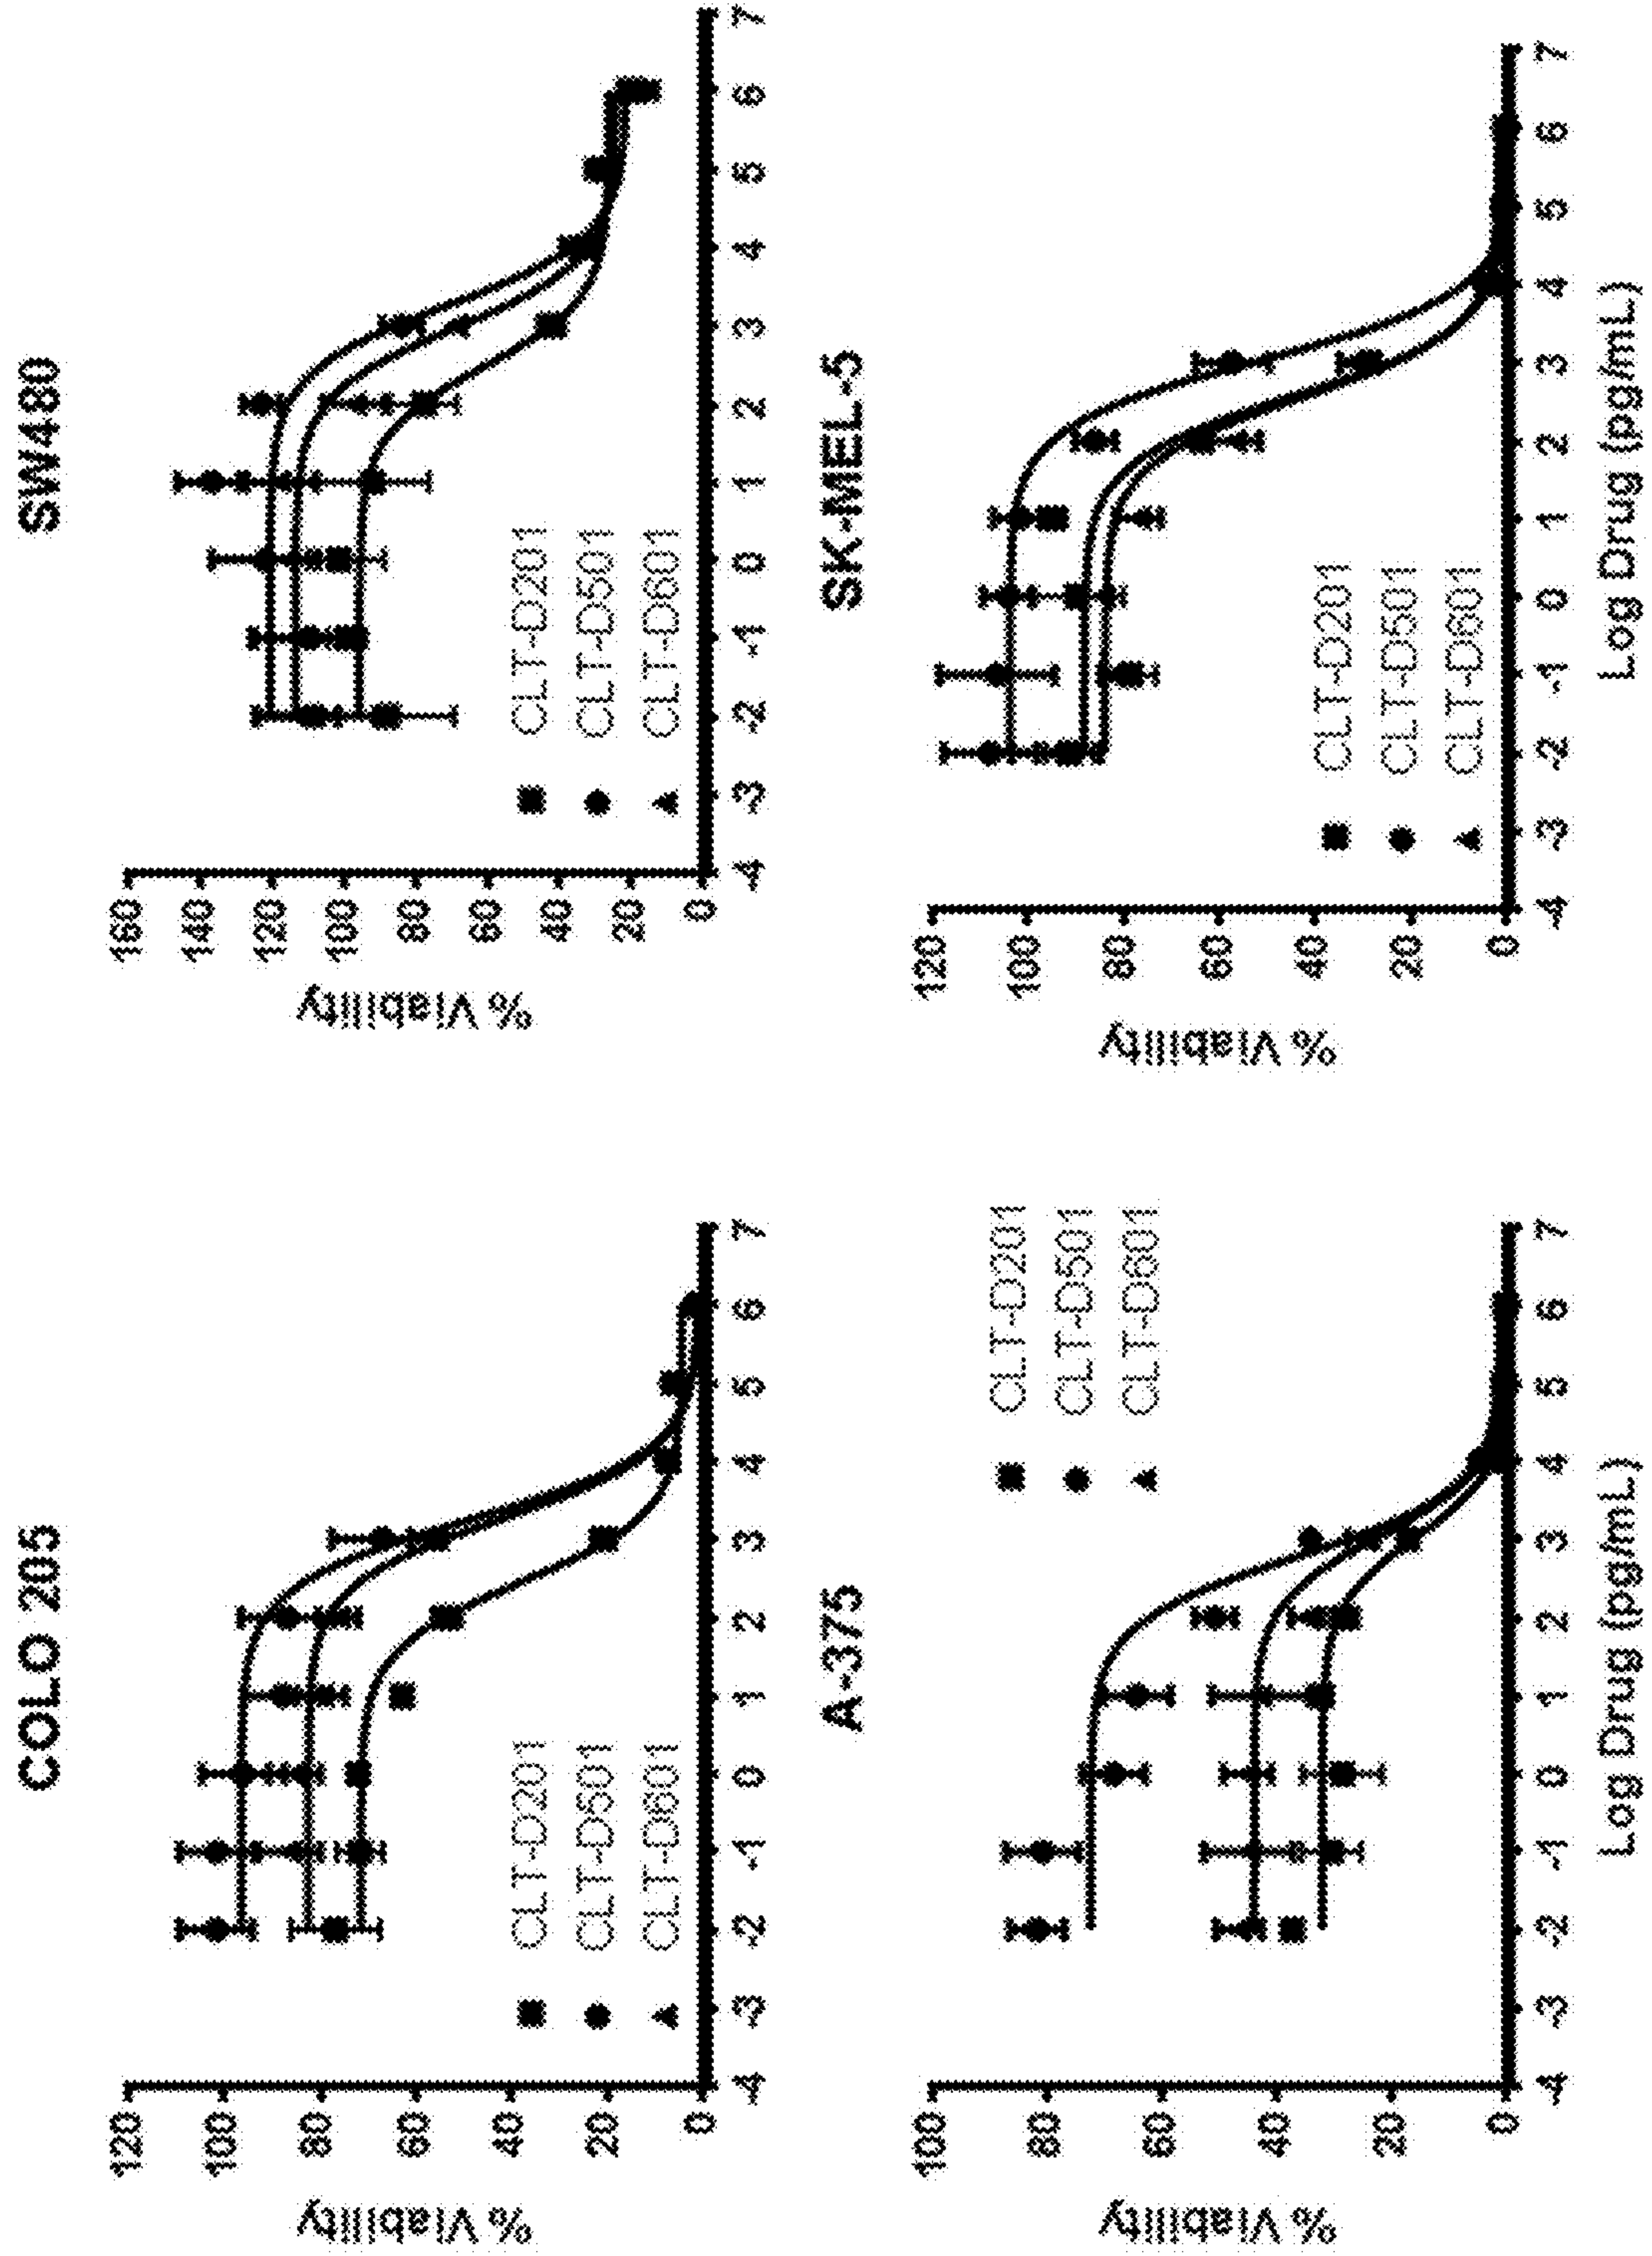 COLO 205
% Viability
120
100
80
60
40
20
0
CLT-D201
CLT-D501
CLT-D601
-4 -3 -2 -1 0 1 2 3 4 5 6 7
SW480
% Viability
160
140
120
100
80
60
40
20
0
CLT-D201
CLT-D501
CLT-D601
-4 -3 -2 -1 0 1 2 3 4 5 6 7
A-375
% Viability
100
80
60
40
20
0
CLT-D201
CLT-D501
CLT-D601
-4 -3 -2 -1 0 1 2 3 4 5 6 7
Log Drug (pg/mL)
SK-MEL-5
% Viability
120
100
80
60
40
20
0
CLT-D201
CLT-D501
CLT-D601
-4 -3 -2 -1 0 1 2 3 4 5 6 7
Log Drug (pg/mL)